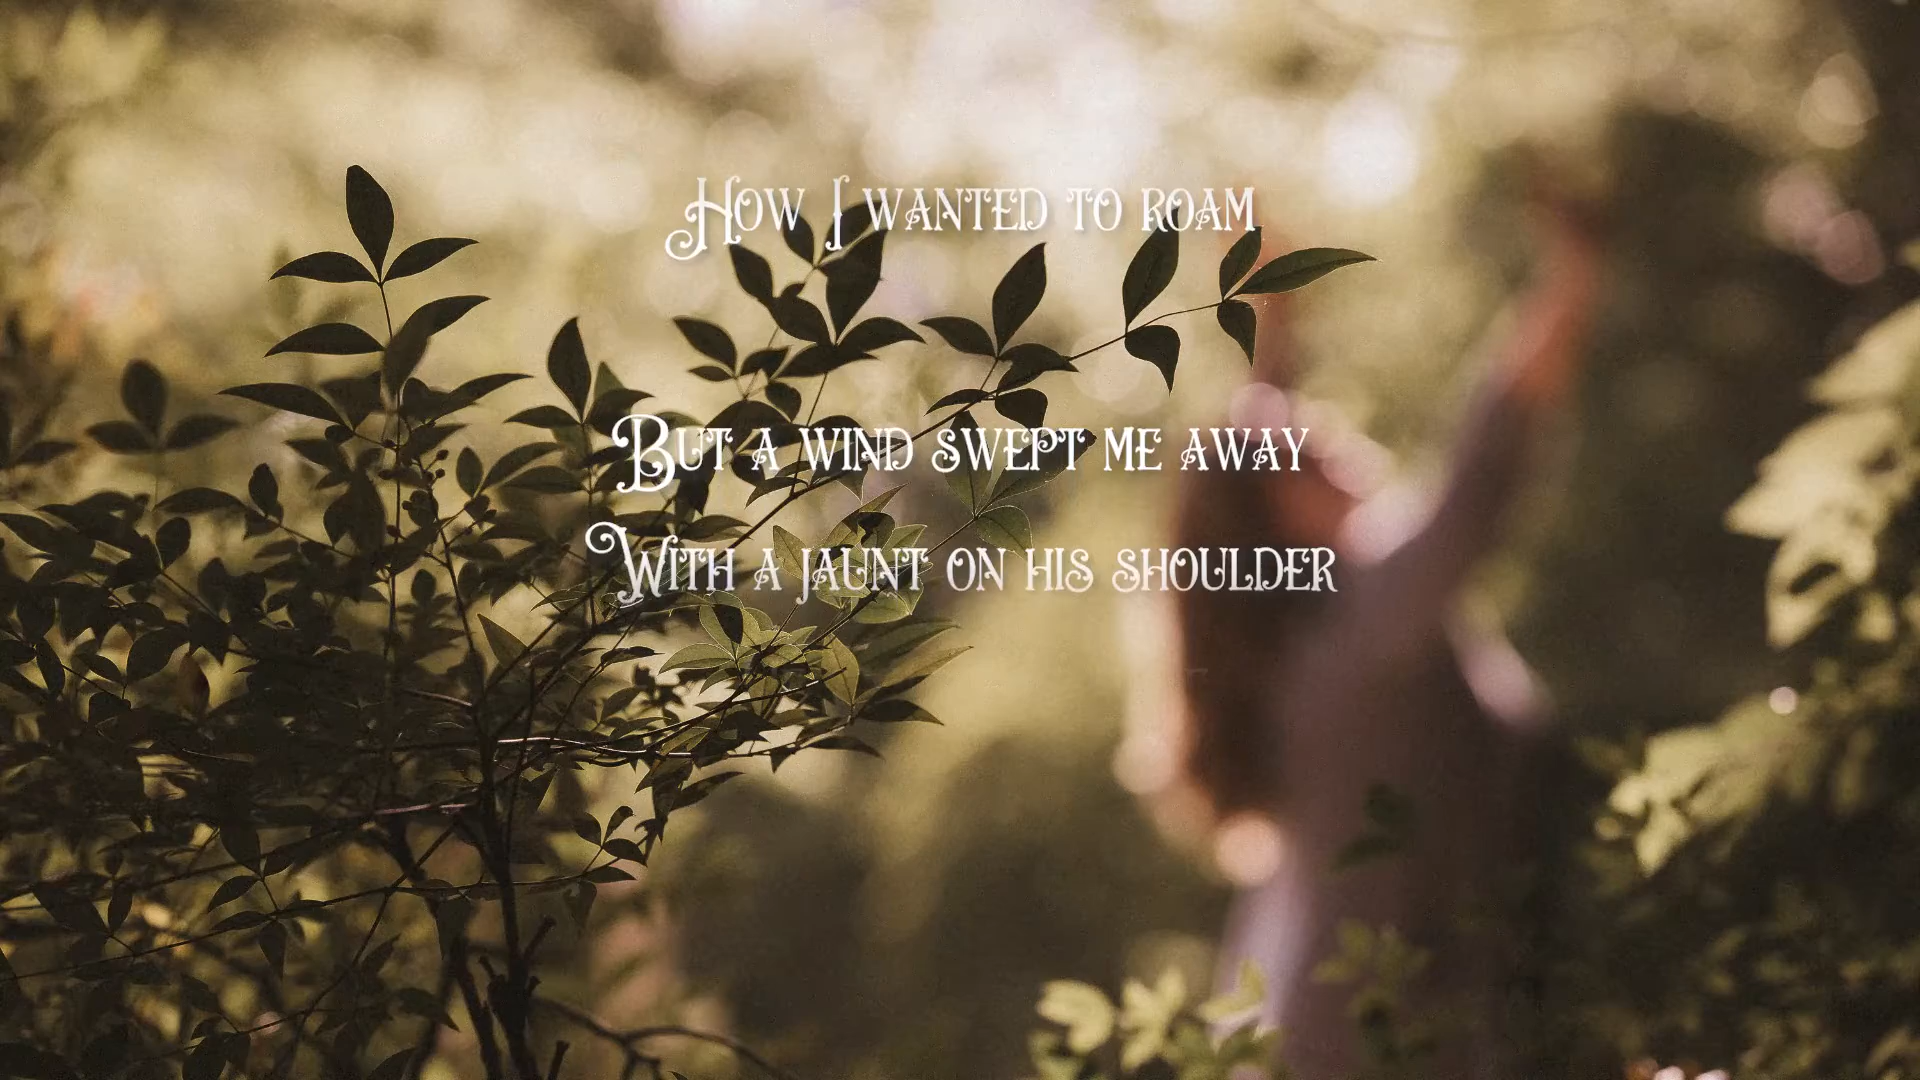 How I wanted to roam
But a wind swept me away
With a jaunt on his shoulder